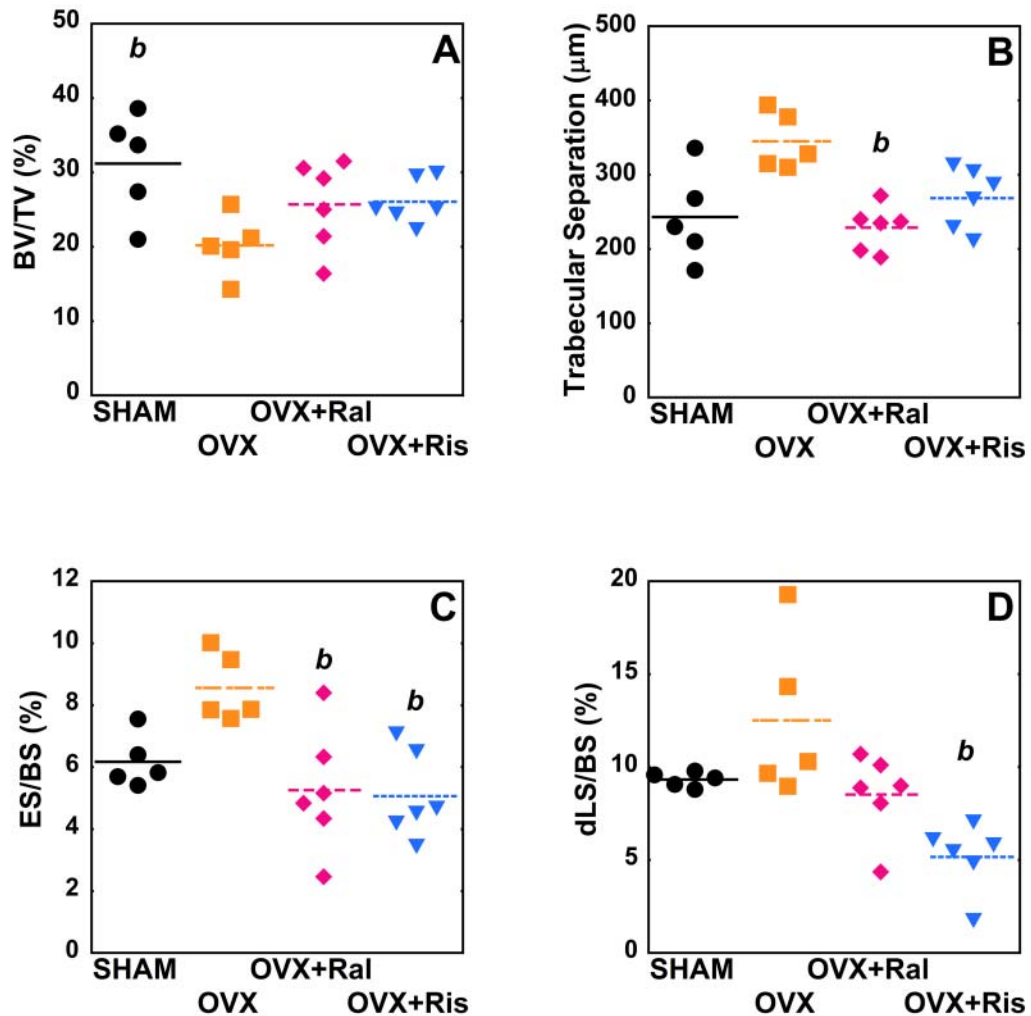 A
BV/TV (%)
50
40
30
20
10
0
b
SHAM
OVX
OVX+Ral
OVX+Ris
B
Trabecular Separation (μm)
500
400
300
200
100
0
b
SHAM
OVX
OVX+Ral
OVX+Ris
C
ES/BS (%)
12
10
8
6
4
2
0
b
b
SHAM
OVX
OVX+Ral
OVX+Ris
D
dLS/BS (%)
20
15
10
5
0
b
SHAM
OVX
OVX+Ral
OVX+Ris